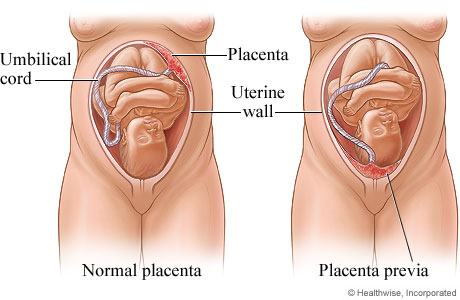 Umbilical
cord
Placenta
Uterine
wall
Normal placenta
Placenta previa
© Healthwise, Incorporated